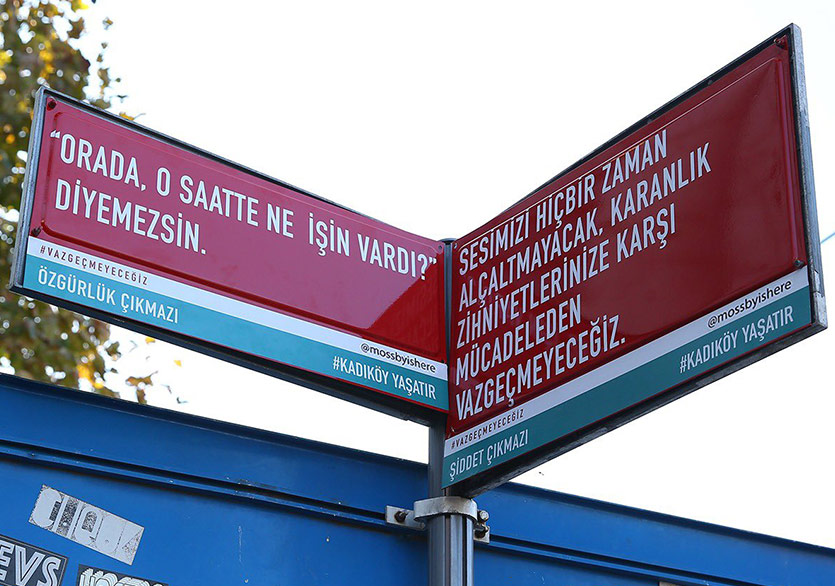 "ORADA, O SAATTE NE İŞİN VARDI?"
DİYEMEZSİN.
#VAZGEÇMEYECEĞİZ
ÖZGÜRLÜK ÇIKMAZI
@mossbyishere
#KADIKÖY YAŞATIR
SESİMİZİ HİÇBİR ZAMAN
ALÇALTMAYACAK, KARANLIK
ZİHNİYETLERİNİZE KARŞI
MÜCADELEDEN
VAZGEÇMEYECEĞİZ.
@mossbyishere
#VAZGEÇMEYECEĞİZ
#KADIKÖY YAŞATIR
ŞİDDET ÇIKMAZI
EVS